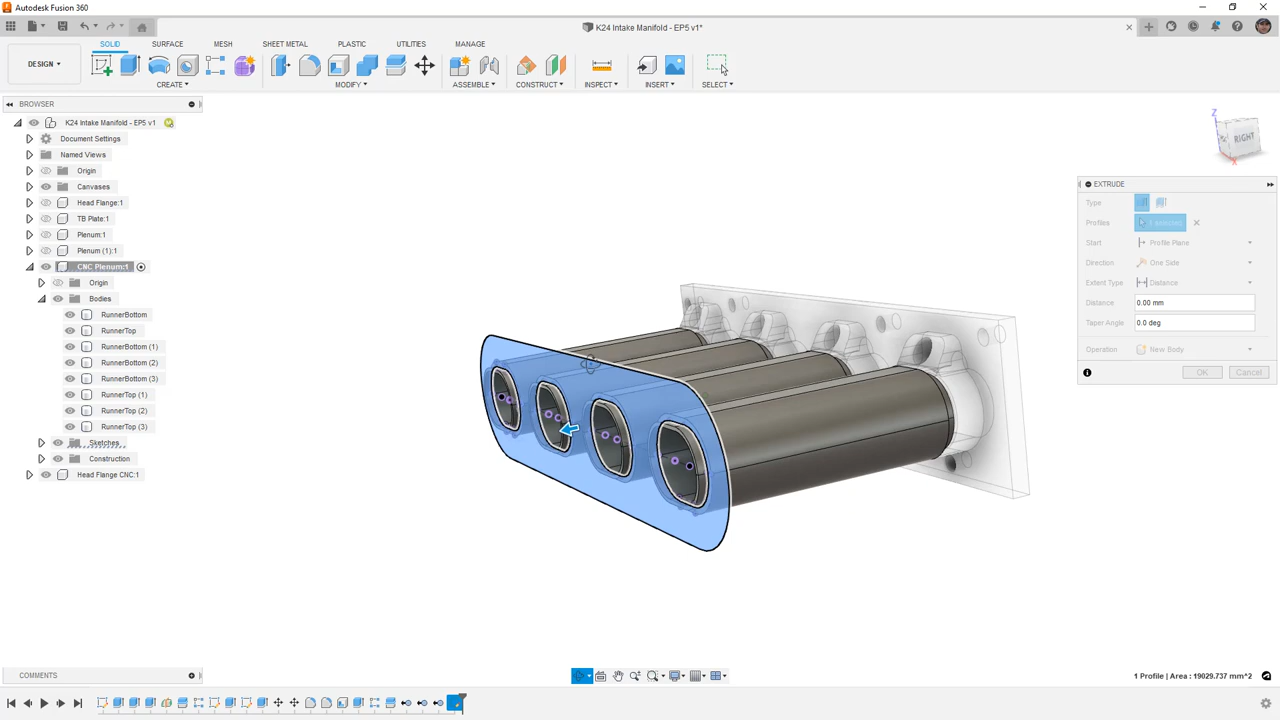 Autodesk Fusion 360
K24 Intake Manifold - EP5 v1*
SOLID SURFACE MESH SHEET METAL PLASTIC UTILITIES MANAGE
DESIGN
CREATE MODIFY ASSEMBLE CONSTRUCT INSPECT INSERT SELECT
BROWSER
K24 Intake Manifold - EP5 v1
Document Settings
Named Views
Origin
Canvases
Head Flange:1
TB Plate:1
Plenum:1
Plenum (1):1
CNC Plenum:1
Origin
Bodies
RunnerBottom
RunnerTop
RunnerBottom (1)
RunnerBottom (2)
RunnerBottom (3)
RunnerTop (1)
RunnerTop (2)
RunnerTop (3)
Sketches
Construction
Head Flange CNC:1
Z
RIGHT
X
EXTRUDE
Type
Profiles 1 selected
Start Profile Plane
Direction One Side
Extent Type Distance
Distance 0.00 mm
Taper Angle 0.0 deg
Operation New Body
OK Cancel
COMMENTS
1 Profile | Area : 19029.737 mm^2